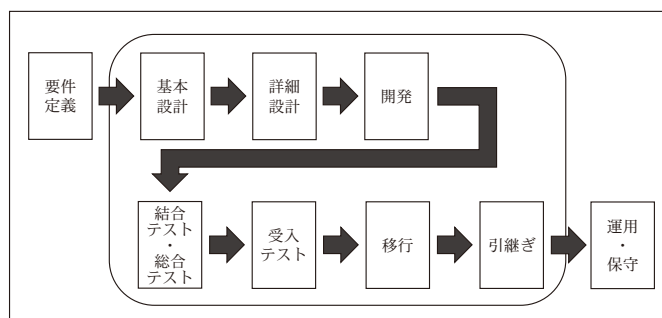 要件
定義
基本
設計
詳細
設計
開発
結合
テスト
・
総合
テスト
受入
テスト
移行
引継ぎ
運用
・
保守